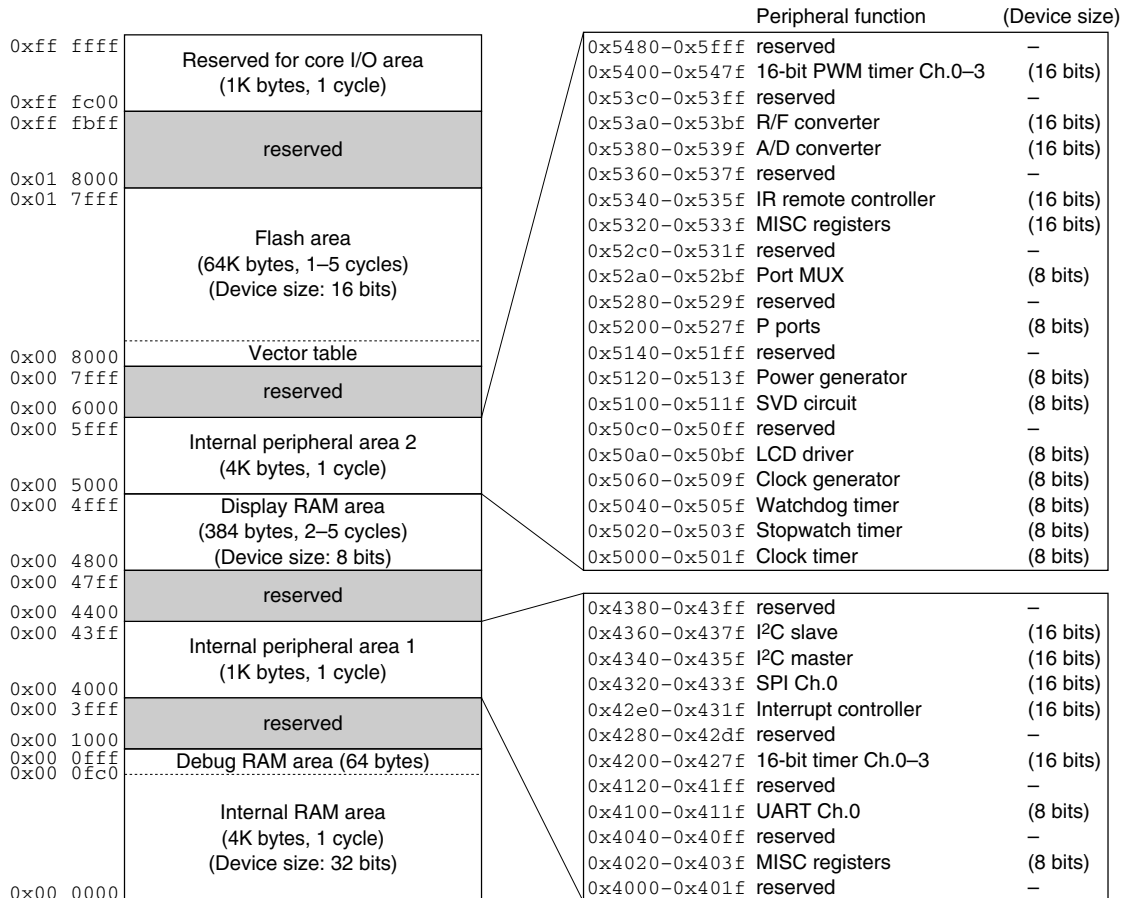 Peripheral function (Device size)
0xff ffff
Reserved for core I/O area
(1K bytes, 1 cycle)
0xff fc00
0xff fbff
reserved
0x01 8000
0x01 7fff
Flash area
(64K bytes, 1–5 cycles)
(Device size: 16 bits)
Vector table
0x00 8000
0x00 7fff
reserved
0x00 6000
0x00 5fff
Internal peripheral area 2
(4K bytes, 1 cycle)
0x00 5000
0x00 4fff
Display RAM area
(384 bytes, 2–5 cycles)
(Device size: 8 bits)
0x00 4800
0x00 47ff
reserved
0x00 4400
0x00 43ff
Internal peripheral area 1
(1K bytes, 1 cycle)
0x00 4000
0x00 3fff
reserved
0x00 1000
0x00 0fff
Debug RAM area (64 bytes)
0x00 0fc0
Internal RAM area
(4K bytes, 1 cycle)
(Device size: 32 bits)
0x00 0000
0x5480–0x5fff reserved –
0x5400–0x547f 16-bit PWM timer Ch.0–3 (16 bits)
0x53c0–0x53ff reserved –
0x53a0–0x53bf R/F converter (16 bits)
0x5380–0x539f A/D converter (16 bits)
0x5360–0x537f reserved –
0x5340–0x535f IR remote controller (16 bits)
0x5320–0x533f MISC registers (16 bits)
0x52c0–0x531f reserved –
0x52a0–0x52bf Port MUX (8 bits)
0x5280–0x529f reserved –
0x5200–0x527f P ports (8 bits)
0x5140–0x51ff reserved –
0x5120–0x513f Power generator (8 bits)
0x5100–0x511f SVD circuit (8 bits)
0x50c0–0x50ff reserved –
0x50a0–0x50bf LCD driver (8 bits)
0x5060–0x509f Clock generator (8 bits)
0x5040–0x505f Watchdog timer (8 bits)
0x5020–0x503f Stopwatch timer (8 bits)
0x5000–0x501f Clock timer (8 bits)
0x4380–0x43ff reserved –
0x4360–0x437f I2C slave (16 bits)
0x4340–0x435f I2C master (16 bits)
0x4320–0x433f SPI Ch.0 (16 bits)
0x42e0–0x431f Interrupt controller (16 bits)
0x4280–0x42df reserved –
0x4200–0x427f 16-bit timer Ch.0–3 (16 bits)
0x4120–0x41ff reserved –
0x4100–0x411f UART Ch.0 (8 bits)
0x4040–0x40ff reserved –
0x4020–0x403f MISC registers (8 bits)
0x4000–0x401f reserved –